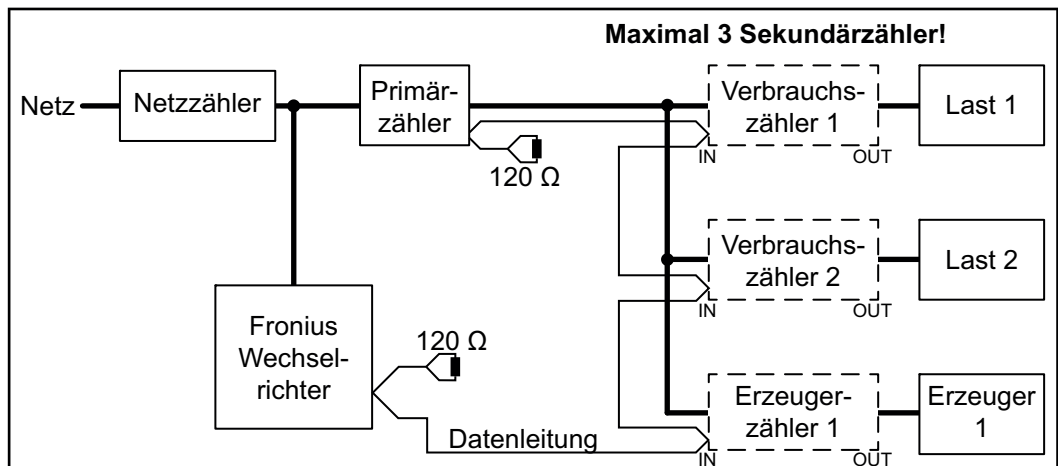 Maximal 3 Sekundärzähler!
Netz
Netzzähler
Primär-
zähler
Verbrauchs-
zähler 1
Last 1
IN
OUT
120 Ω
Verbrauchs-
zähler 2
Last 2
IN
OUT
Fronius
Wechsel-
richter
120 Ω
Datenleitung
Erzeuger-
zähler 1
Erzeuger
1
IN
OUT